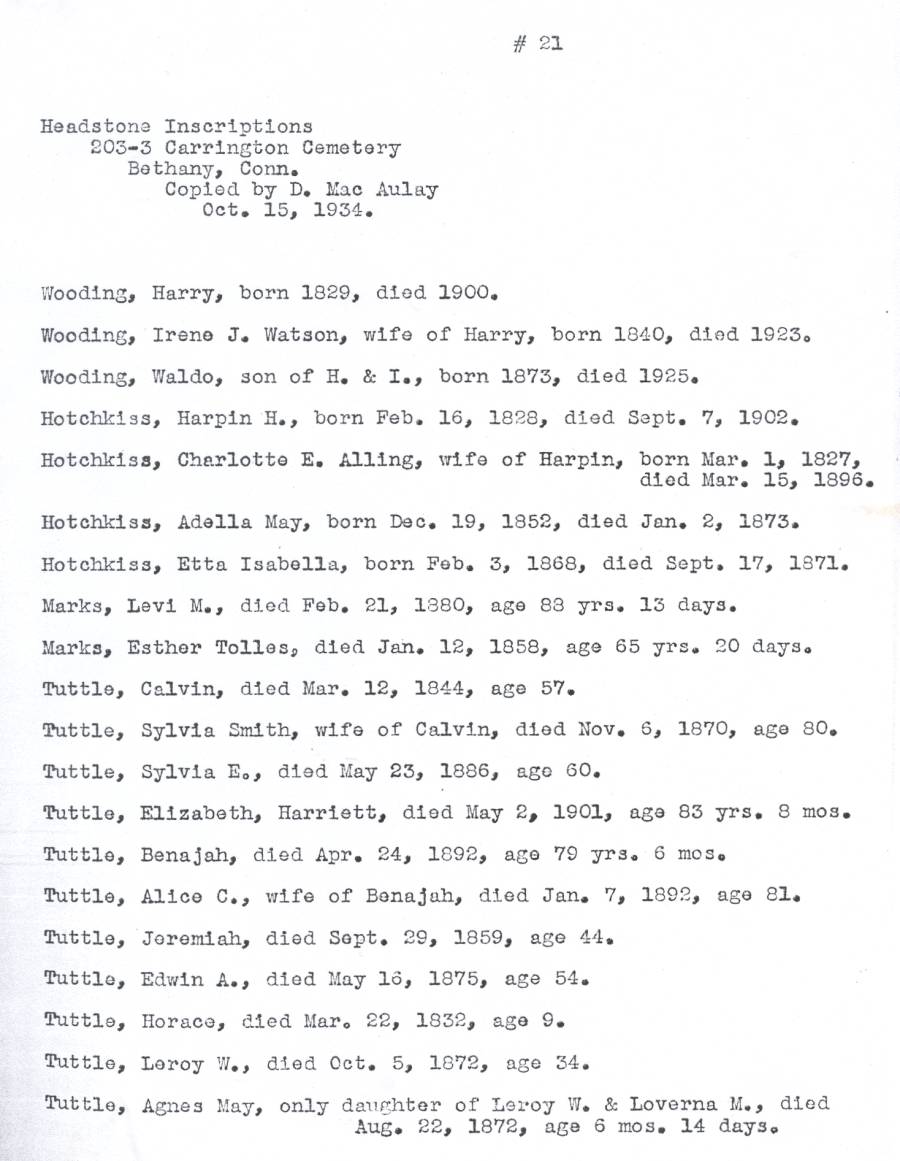 # 21
Headstone Inscriptions
203-3 Carrington Cemetery
Bethany, Conn.
Copied by D. Mac Aulay
Oct. 15, 1934.
Wooding, Harry, born 1829, died 1900.
Wooding, Irene J. Watson, wife of Harry, born 1840, died 1923.
Wooding, Waldo, son of H. & I., born 1873, died 1925.
Hotchkiss, Harpin H., born Feb. 16, 1828, died Sept. 7, 1902.
Hotchkiss, Charlotte E. Alling, wife of Harpin, born Mar. 1, 1827,
died Mar. 15, 1896.
Hotchkiss, Adella May, born Dec. 19, 1852, died Jan. 2, 1873.
Hotchkiss, Etta Isabella, born Feb. 3, 1868, died Sept. 17, 1871.
Marks, Levi M., died Feb. 21, 1880, age 88 yrs. 13 days.
Marks, Esther Tolles, died Jan. 12, 1858, age 65 yrs. 20 days.
Tuttle, Calvin, died Mar. 12, 1844, age 57.
Tuttle, Sylvia Smith, wife of Calvin, died Nov. 6, 1870, age 80.
Tuttle, Sylvia E., died May 23, 1886, age 60.
Tuttle, Elizabeth, Harriett, died May 2, 1901, age 83 yrs. 8 mos.
Tuttle, Benajah, died Apr. 24, 1892, age 79 yrs. 6 mos.
Tuttle, Alice C., wife of Benajah, died Jan. 7, 1892, age 81.
Tuttle, Jeremiah, died Sept. 29, 1859, age 44.
Tuttle, Edwin A., died May 16, 1875, age 54.
Tuttle, Horace, died Mar. 22, 1832, age 9.
Tuttle, Leroy W., died Oct. 5, 1872, age 34.
Tuttle, Agnes May, only daughter of Leroy W. & Loverna M., died
Aug. 22, 1872, age 6 mos. 14 days.